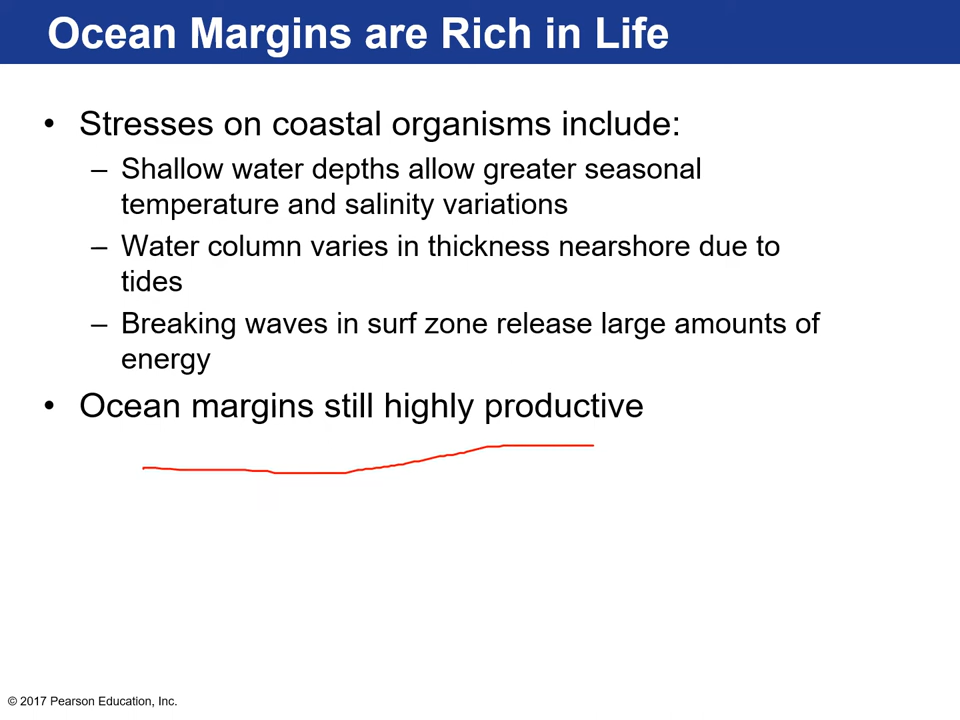 Ocean Margins are Rich in Life
• Stresses on coastal organisms include:
– Shallow water depths allow greater seasonal
temperature and salinity variations
– Water column varies in thickness nearshore due to
tides
– Breaking waves in surf zone release large amounts of
energy
• Ocean margins still highly productive
© 2017 Pearson Education, Inc.